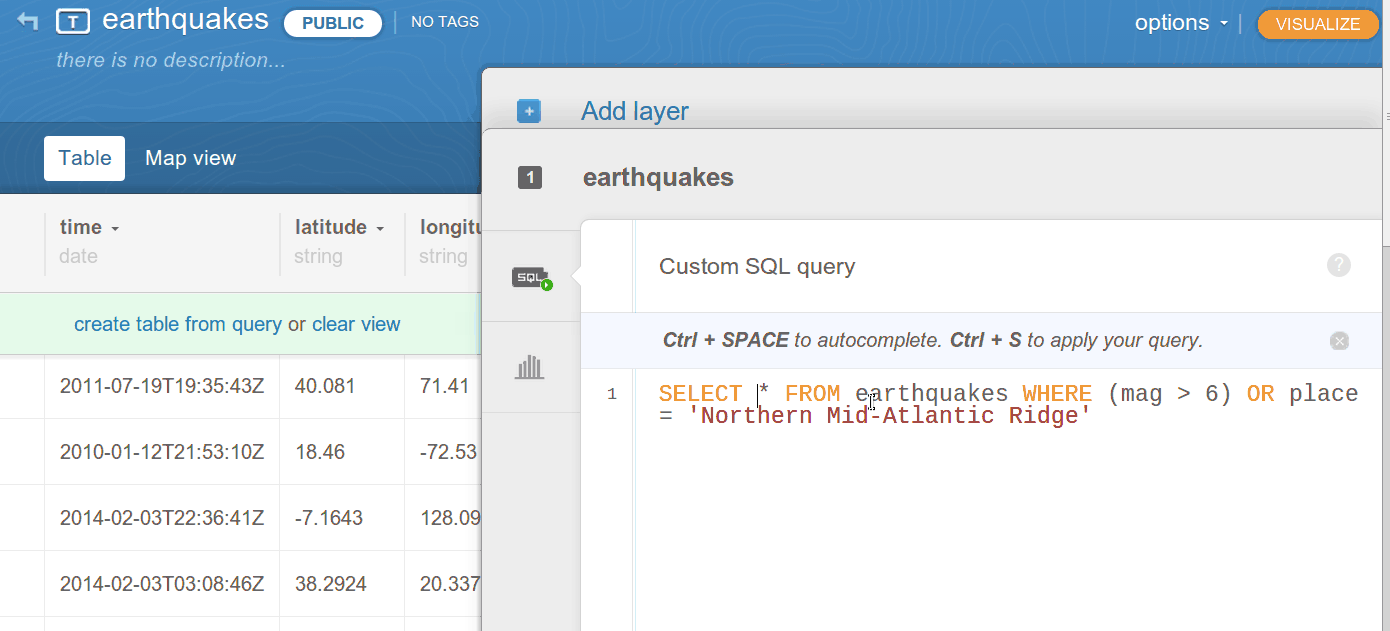 T earthquakes PUBLIC NO TAGS options VISUALIZE
there is no description...
+ Add layer
Table Map view
1 earthquakes
time latitude longitu
date string string
SQL Custom SQL query ?
create table from query or clear view
Ctrl + SPACE to autocomplete. Ctrl + S to apply your query.
2011-07-19T19:35:43Z 40.081 71.41
1 SELECT * FROM earthquakes WHERE (mag > 6) OR place
= 'Northern Mid-Atlantic Ridge'
2010-01-12T21:53:10Z 18.46 -72.53
2014-02-03T22:36:41Z -7.1643 128.09
2014-02-03T03:08:46Z 38.2924 20.337